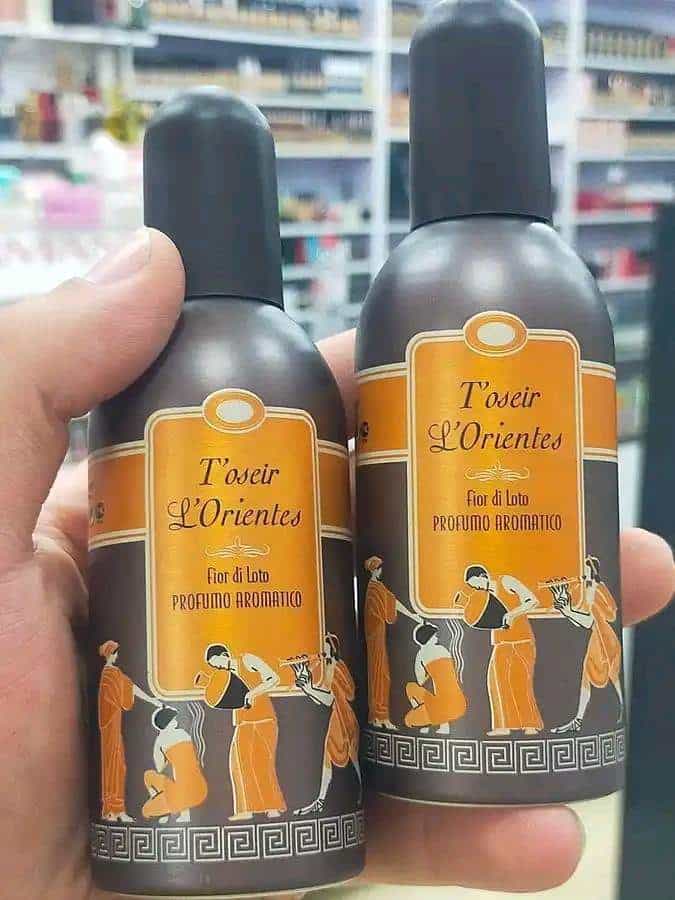 T'oseir
L'Orientes
Fior di Loto
PROFUMO AROMATICO
T'oseir
L'Orientes
Fior di Loto
PROFUMO AROMATICO